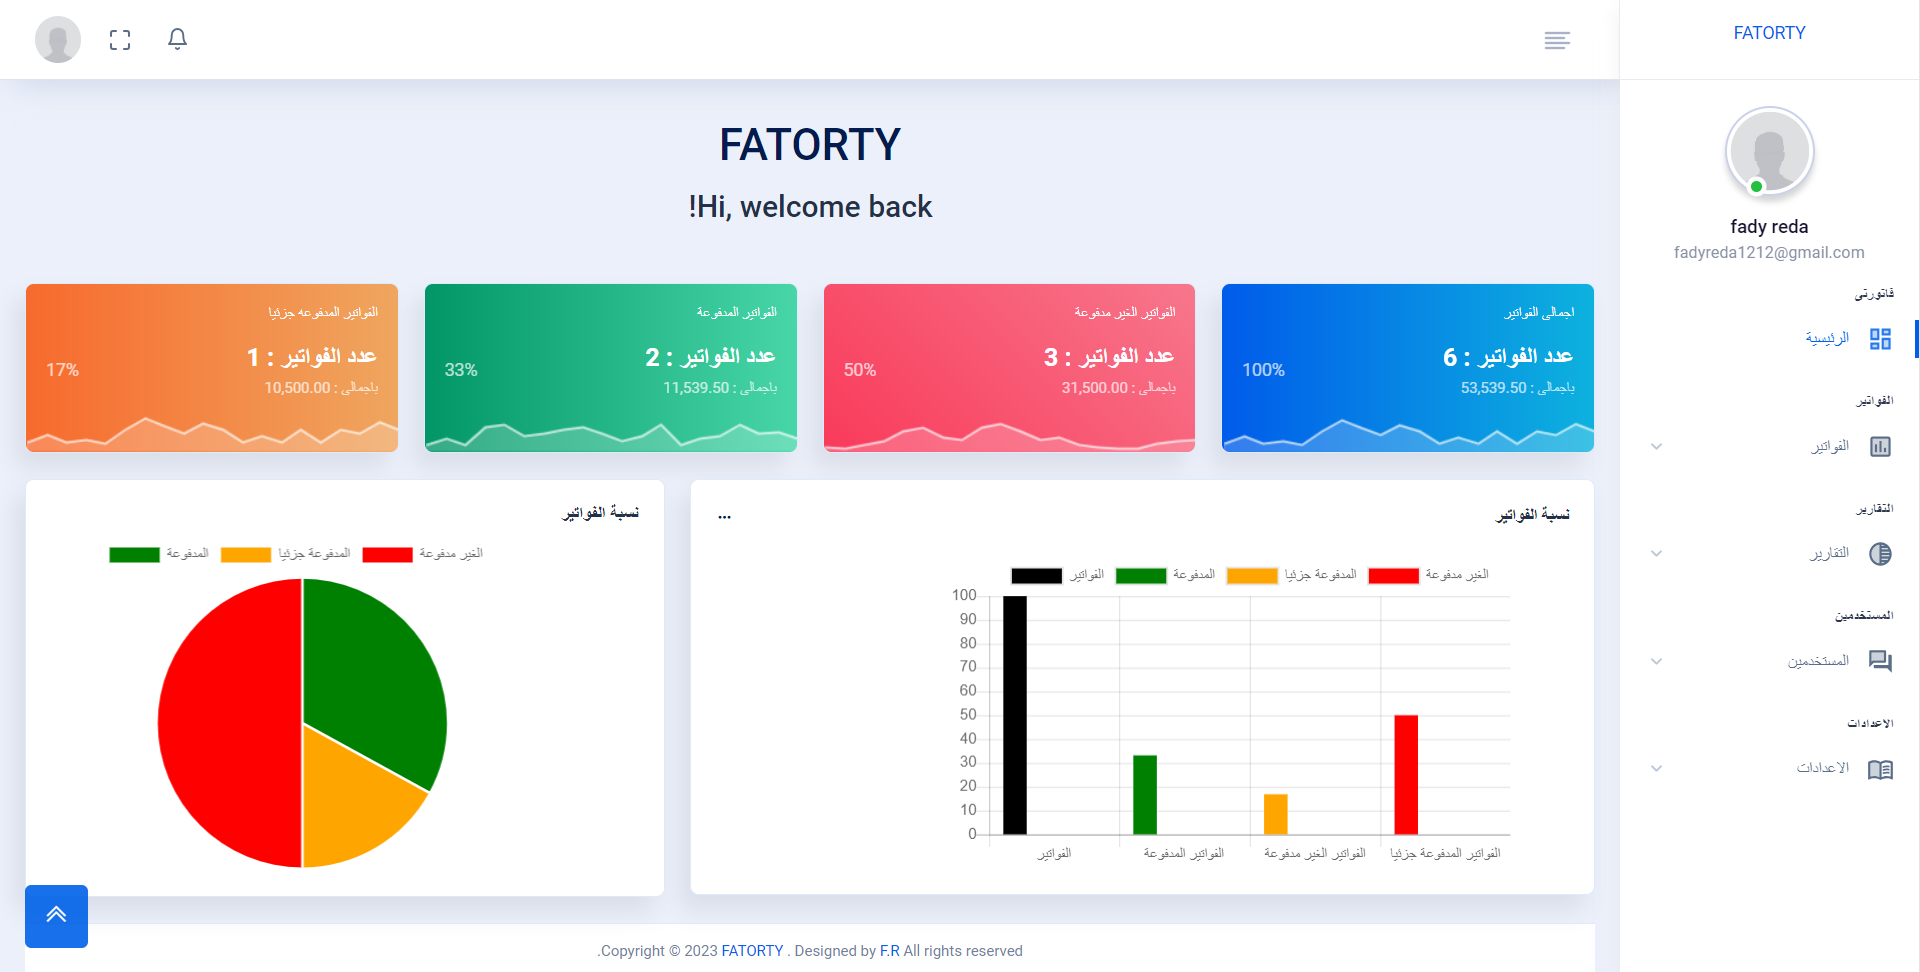 FATORTY
fady reda
fadyreda1212@gmail.com
فاتورتى
الرئيسية
الفواتير
الفواتير
التقارير
التقارير
المستخدمين
المستخدمين
الاعدادات
الاعدادات
FATORTY
!Hi, welcome back
اجمالى الفواتير
عدد الفواتير : 6
باجمالى : 53,539.50
100%
الفواتير الغير مدفوعة
عدد الفواتير : 3
باجمالى : 31,500.00
50%
الفواتير المدفوعة
عدد الفواتير : 2
باجمالى : 11,539.50
33%
الفواتير المدفوعه جزئيا
عدد الفواتير : 1
باجمالى : 10,500.00
17%
نسبة الفواتير
...
الفواتير
المدفوعة
المدفوعة جزئيا
الغير مدفوعة
100
90
80
70
60
50
40
30
20
10
0
الفواتير
الفواتير المدفوعة
الفواتير الغير مدفوعة
الفواتير المدفوعة جزئيا
نسبة الفواتير
المدفوعة
المدفوعة جزئيا
الغير مدفوعة
.Copyright © 2023 FATORTY . Designed by F.R All rights reserved